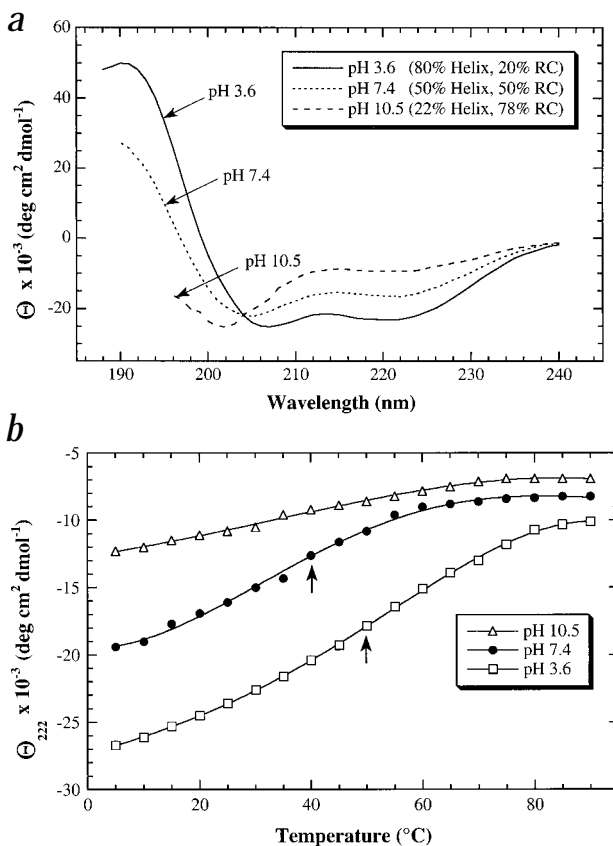 a
60
40
20
0
-20
Θ x 10⁻³ (deg cm² dmol⁻¹)
pH 3.6 (80% Helix, 20% RC)
pH 7.4 (50% Helix, 50% RC)
pH 10.5 (22% Helix, 78% RC)
pH 3.6
pH 7.4
pH 10.5
190 200 210 220 230 240
Wavelength (nm)
b
-5
-10
-15
-20
-25
-30
Θ222 x 10⁻³ (deg cm² dmol⁻¹)
pH 10.5
pH 7.4
pH 3.6
0 20 40 60 80
Temperature (°C)